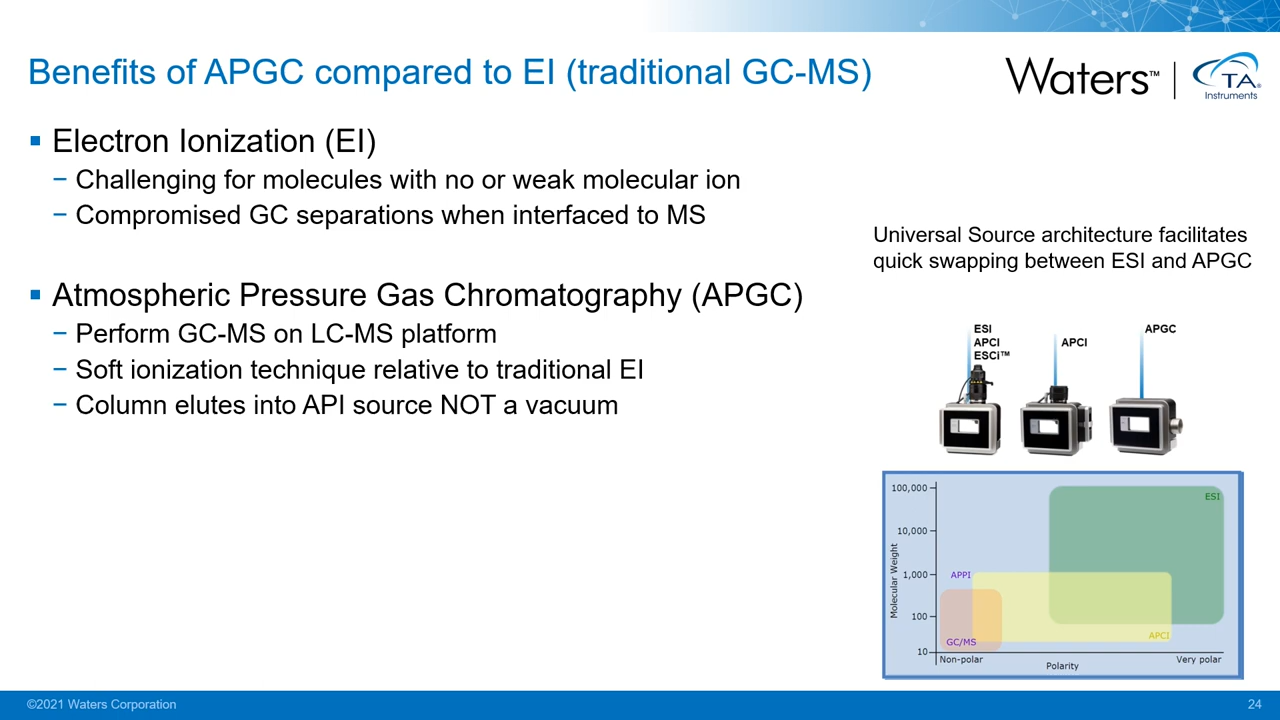 Benefits of APGC compared to EI (traditional GC-MS)
Waters™
TA®
Instruments
▪ Electron Ionization (EI)
− Challenging for molecules with no or weak molecular ion
− Compromised GC separations when interfaced to MS
▪ Atmospheric Pressure Gas Chromatography (APGC)
− Perform GC-MS on LC-MS platform
− Soft ionization technique relative to traditional EI
− Column elutes into API source NOT a vacuum
Universal Source architecture facilitates
quick swapping between ESI and APGC
ESI
APCI
ESCi™
APCI
APGC
100,000
10,000
1,000
100
10
Molecular Weight
ESI
APPI
APCI
GC/MS
Non-polar
Polarity
Very polar
©2021 Waters Corporation
24